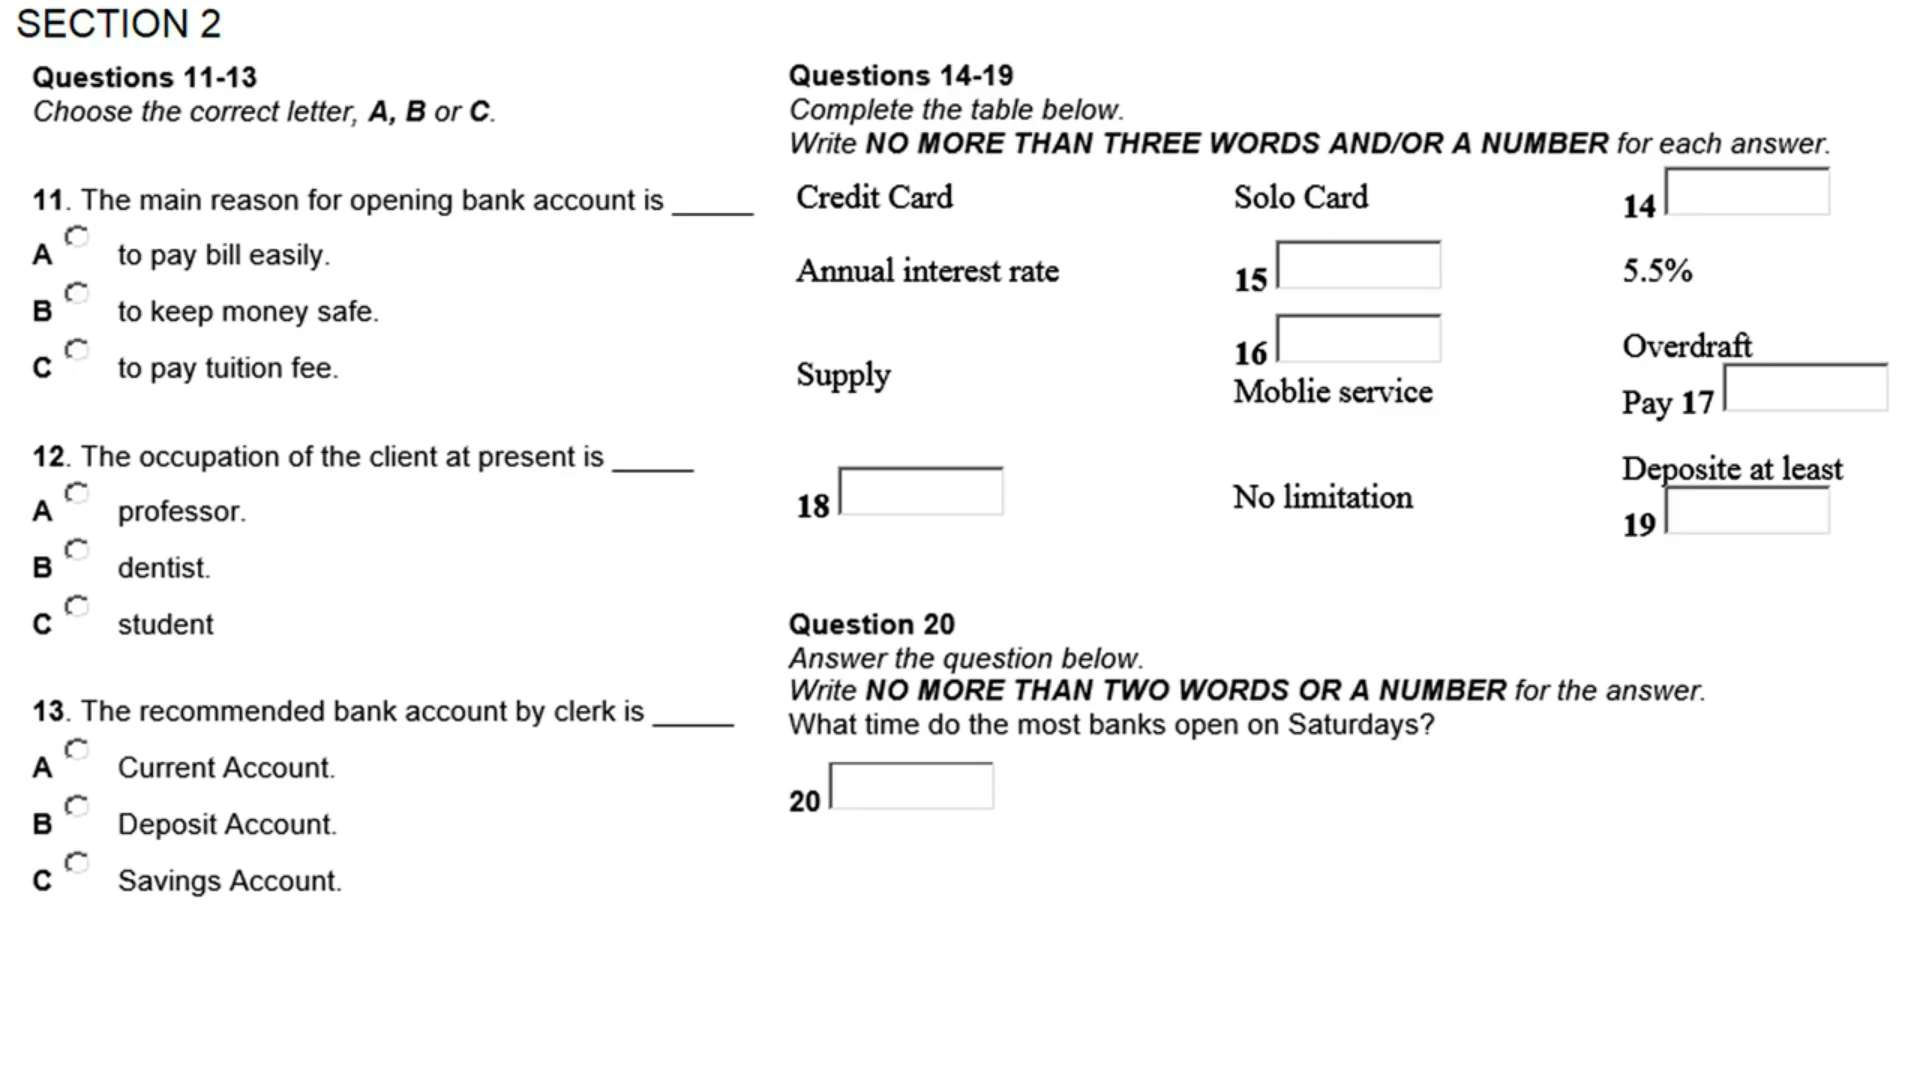 SECTION 2
Questions 11-13
Choose the correct letter, A, B or C.
11. The main reason for opening bank account is _____
A to pay bill easily.
B to keep money safe.
C to pay tuition fee.
12. The occupation of the client at present is _____
A professor.
B dentist.
C student
13. The recommended bank account by clerk is _____
A Current Account.
B Deposit Account.
C Savings Account.
Questions 14-19
Complete the table below.
Write NO MORE THAN THREE WORDS AND/OR A NUMBER for each answer.
Credit Card Solo Card 14
Annual interest rate 15 5.5%
Supply
16
Moblie service
Overdraft
Pay 17
18 No limitation
Deposite at least
19
Question 20
Answer the question below.
Write NO MORE THAN TWO WORDS OR A NUMBER for the answer.
What time do the most banks open on Saturdays?
20